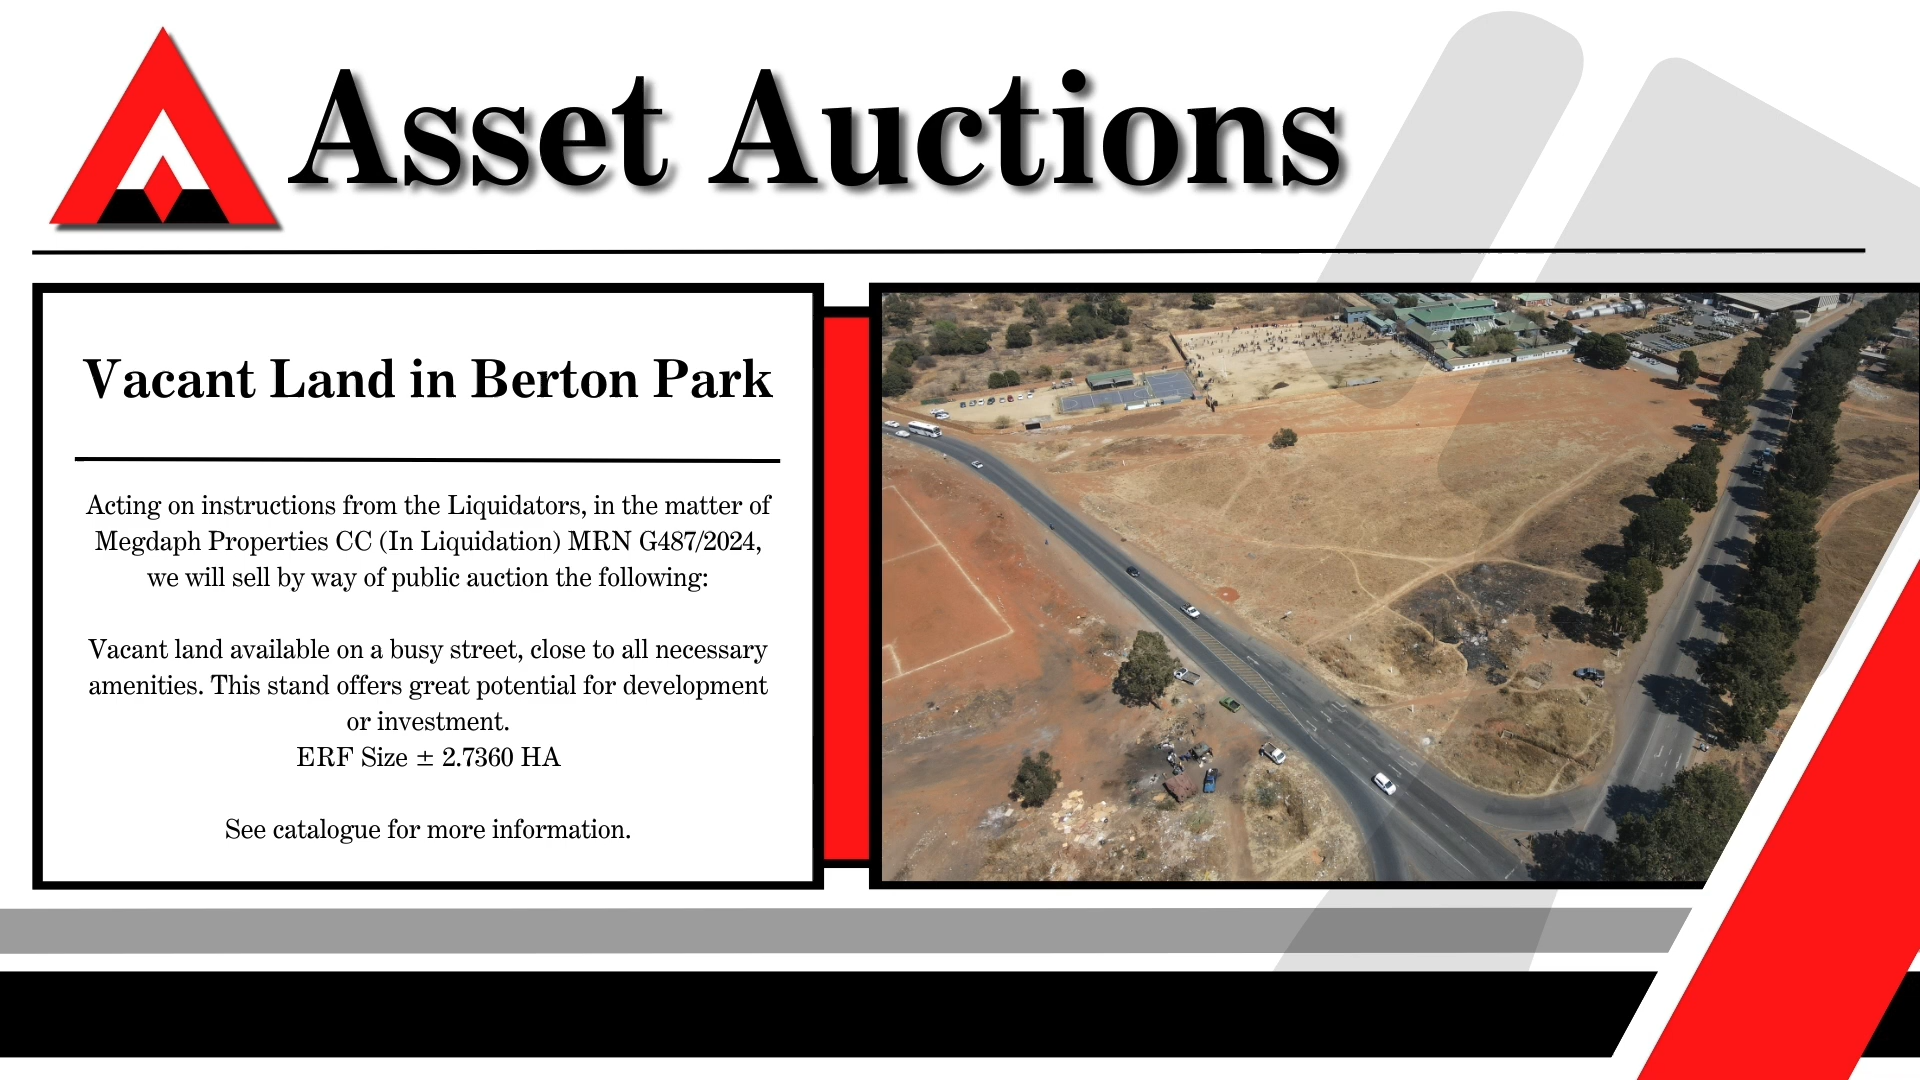 Asset Auctions
Vacant Land in Berton Park
Acting on instructions from the Liquidators, in the matter of
Megdaph Properties CC (In Liquidation) MRN G487/2024,
we will sell by way of public auction the following:
Vacant land available on a busy street, close to all necessary
amenities. This stand offers great potential for development
or investment.
ERF Size ± 2.7360 HA
See catalogue for more information.